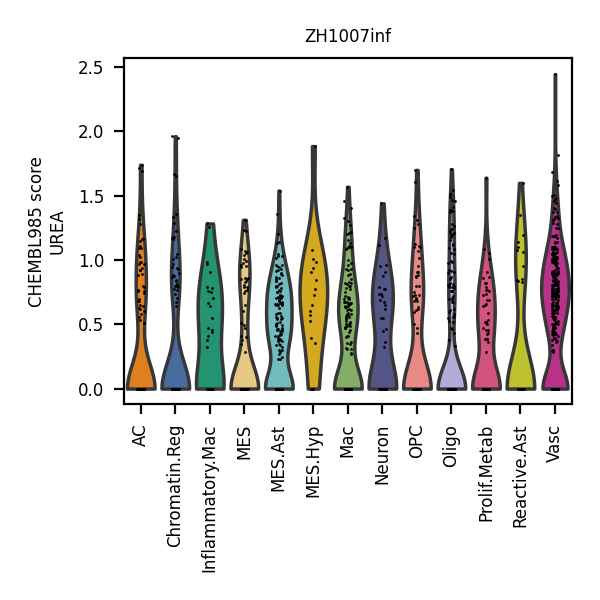 ZH1007inf
CHEMBL985 score
UREA
2.5
2.0
1.5
1.0
0.5
0.0
AC
Chromatin.Reg
Inflammatory.Mac
MES
MES.Ast
MES.Hyp
Mac
Neuron
OPC
Oligo
Prolif.Metab
Reactive.Ast
Vasc